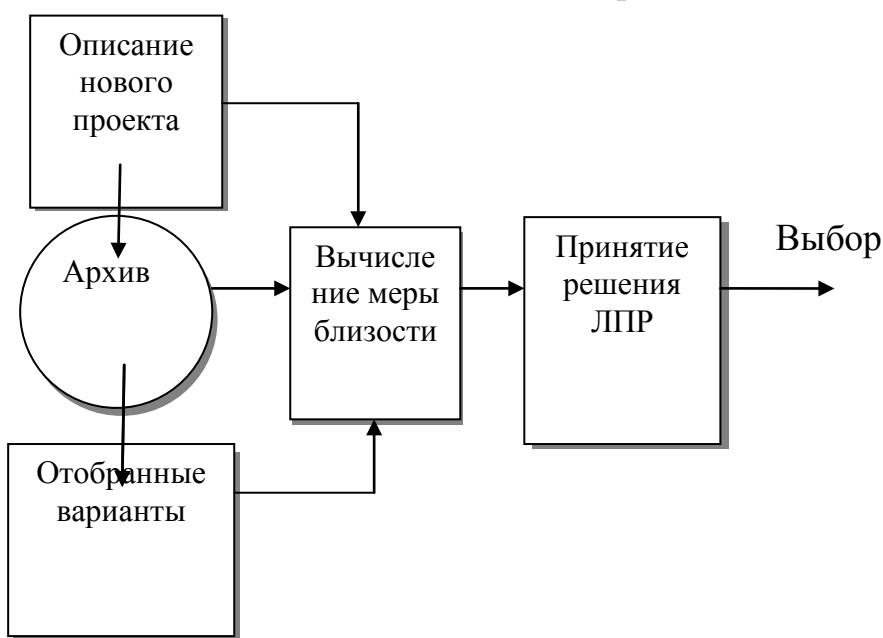 Описание
нового
проекта
Архив
Вычисле
ние меры
близости
Принятие
решения
ЛПР
Выбор
Отобранные
варианты